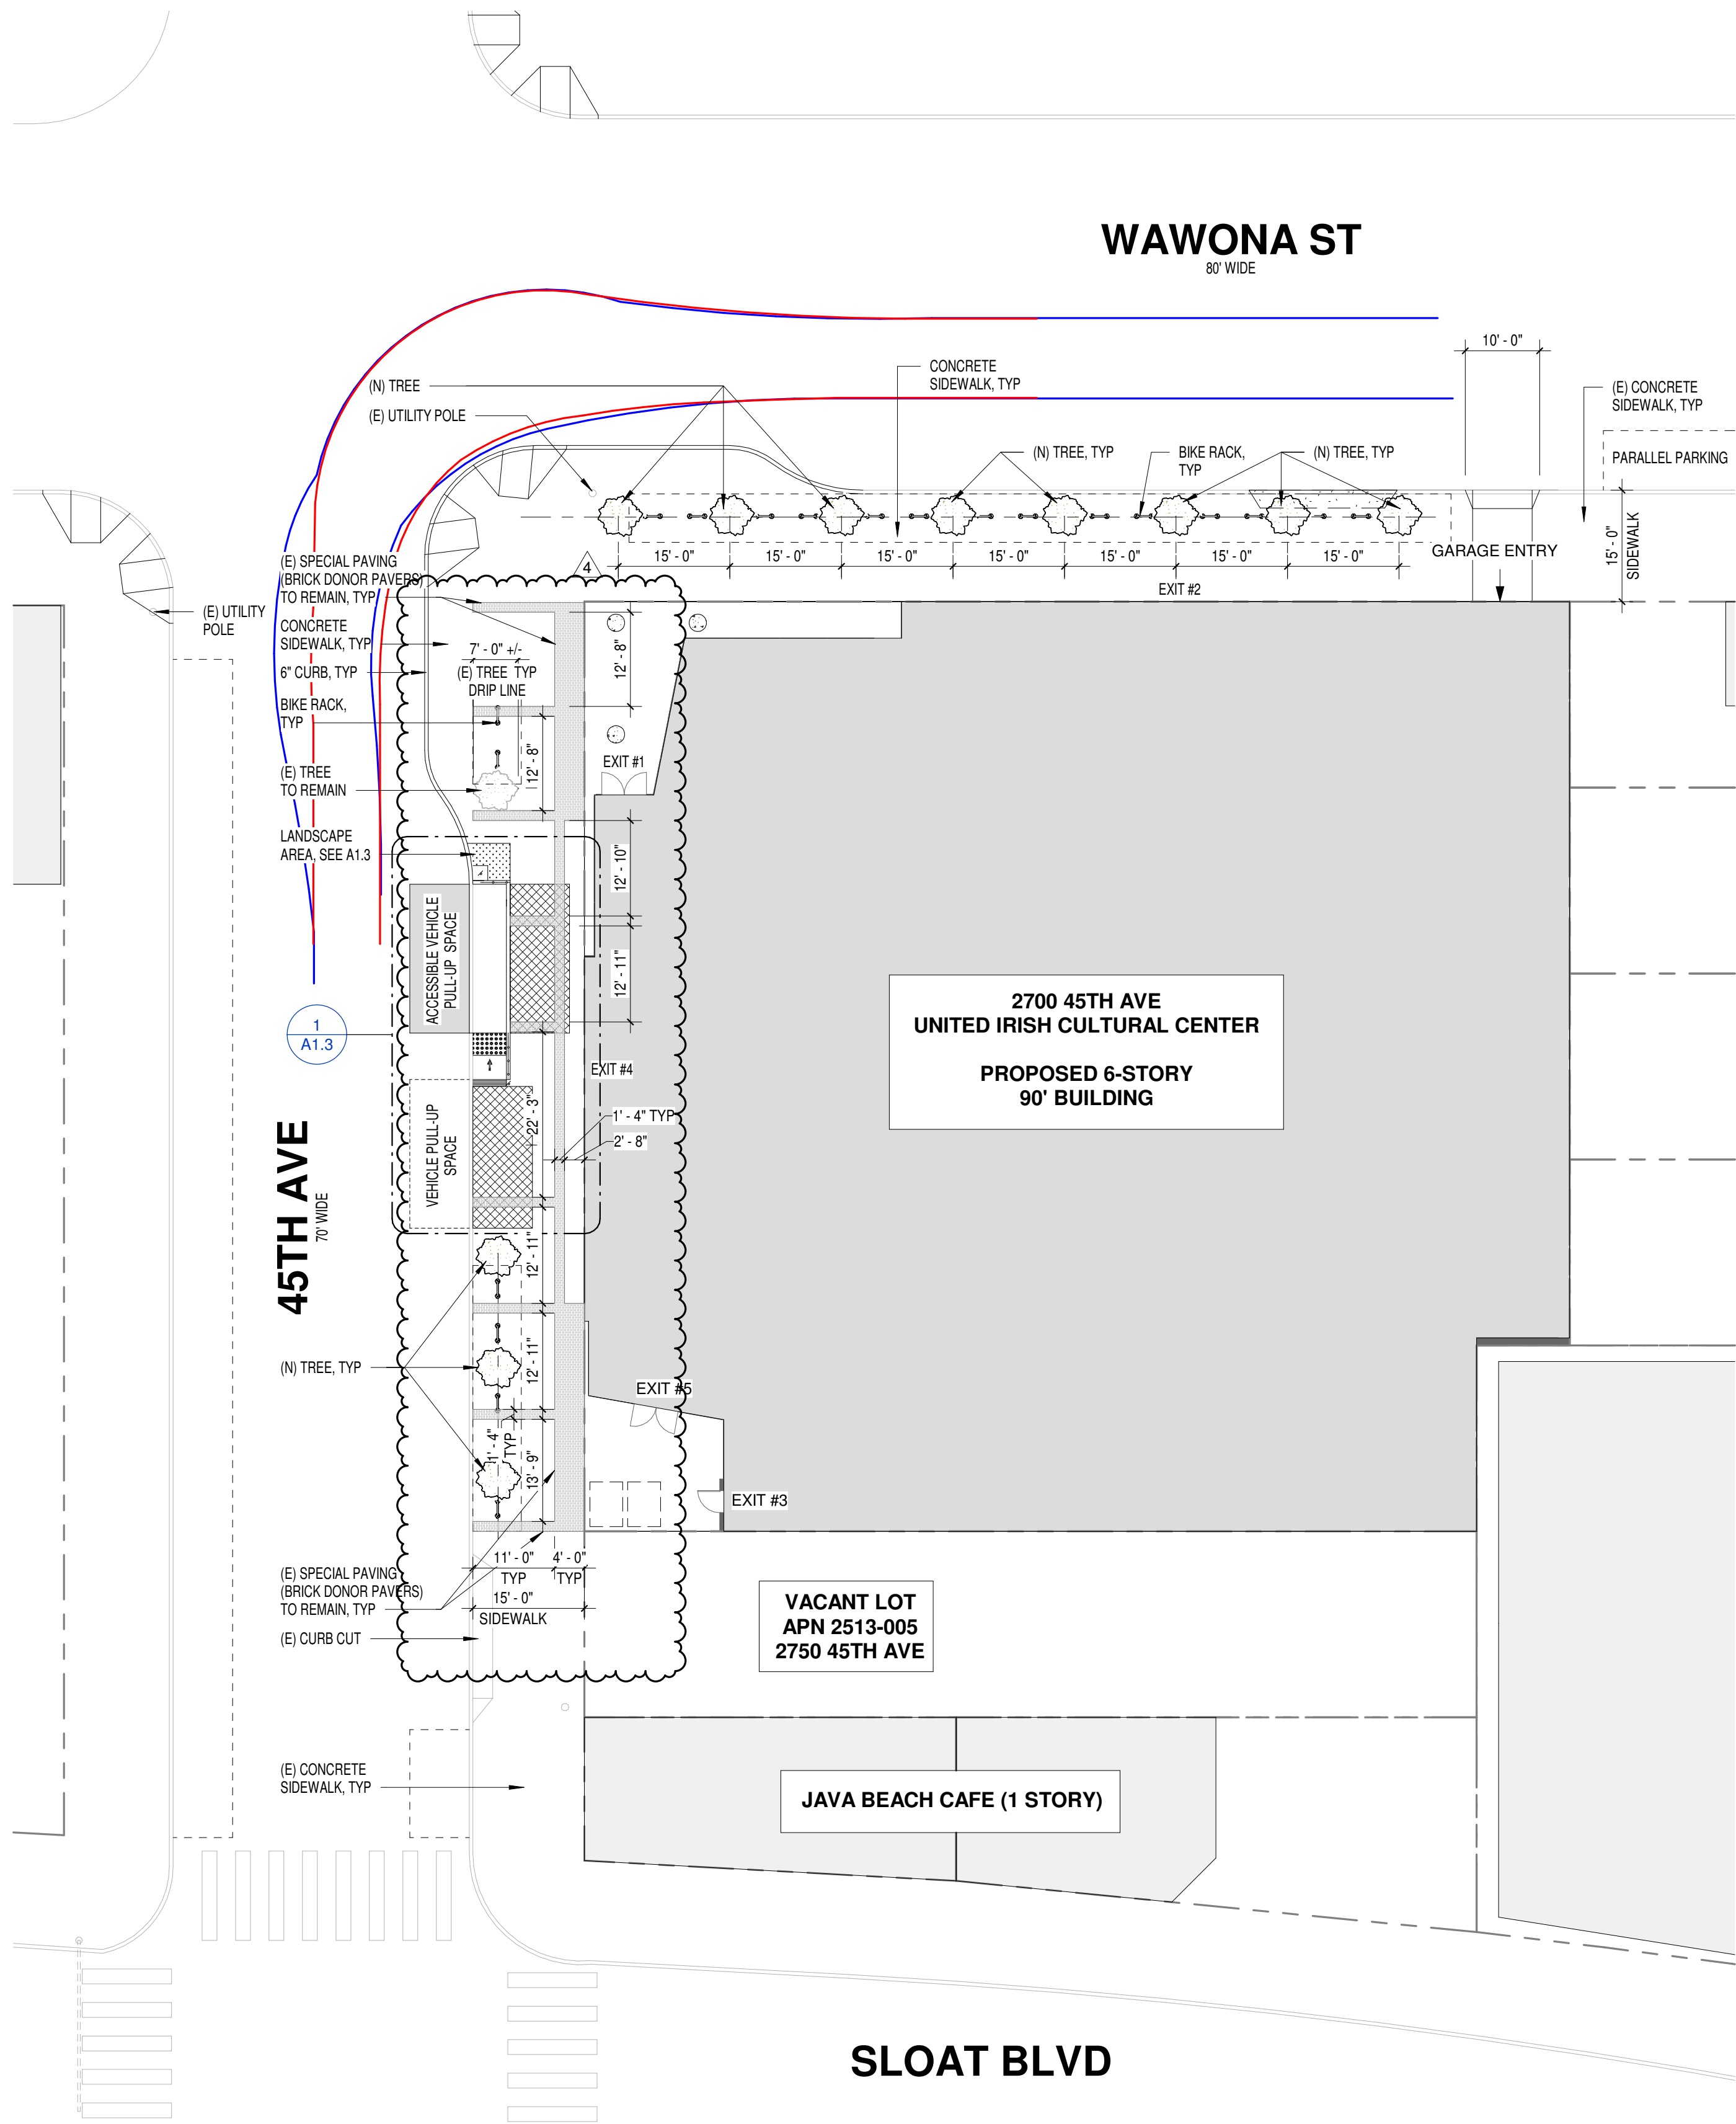 WAWONA ST
80' WIDE
10' - 0"
(N) TREE
CONCRETE
SIDEWALK, TYP
(E) CONCRETE
SIDEWALK, TYP
(E) UTILITY POLE
(N) TREE, TYP
BIKE RACK,
TYP
(N) TREE, TYP
PARALLEL PARKING
15' - 0"
SIDEWALK
15' - 0"
15' - 0"
15' - 0"
15' - 0"
15' - 0"
15' - 0"
15' - 0"
GARAGE ENTRY
EXIT #2
4
(E) SPECIAL PAVING
(BRICK DONOR PAVERS)
TO REMAIN, TYP
(E) UTILITY
POLE
CONCRETE
SIDEWALK, TYP
6" CURB, TYP
7' - 0" +/-
(E) TREE TYP
DRIP LINE
12' - 8"
BIKE RACK,
TYP
12' - 8"
EXIT #1
(E) TREE
TO REMAIN
LANDSCAPE
AREA, SEE A1.3
12' - 10"
ACCESSIBLE VEHICLE
PULL-UP SPACE
12' - 11"
1
A1.3
2700 45TH AVE
UNITED IRISH CULTURAL CENTER
PROPOSED 6-STORY
90' BUILDING
EXIT #4
22' - 3"
1' - 4" TYP
2' - 8"
VEHICLE PULL-UP
SPACE
45TH AVE
70' WIDE
12' - 11"
(N) TREE, TYP
12' - 11"
EXIT #5
1' - 4"
TYP
13' - 9"
EXIT #3
11' - 0"
TYP
4' - 0"
TYP
15' - 0"
SIDEWALK
(E) SPECIAL PAVING
(BRICK DONOR PAVERS)
TO REMAIN, TYP
(E) CURB CUT
VACANT LOT
APN 2513-005
2750 45TH AVE
(E) CONCRETE
SIDEWALK, TYP
JAVA BEACH CAFE (1 STORY)
SLOAT BLVD